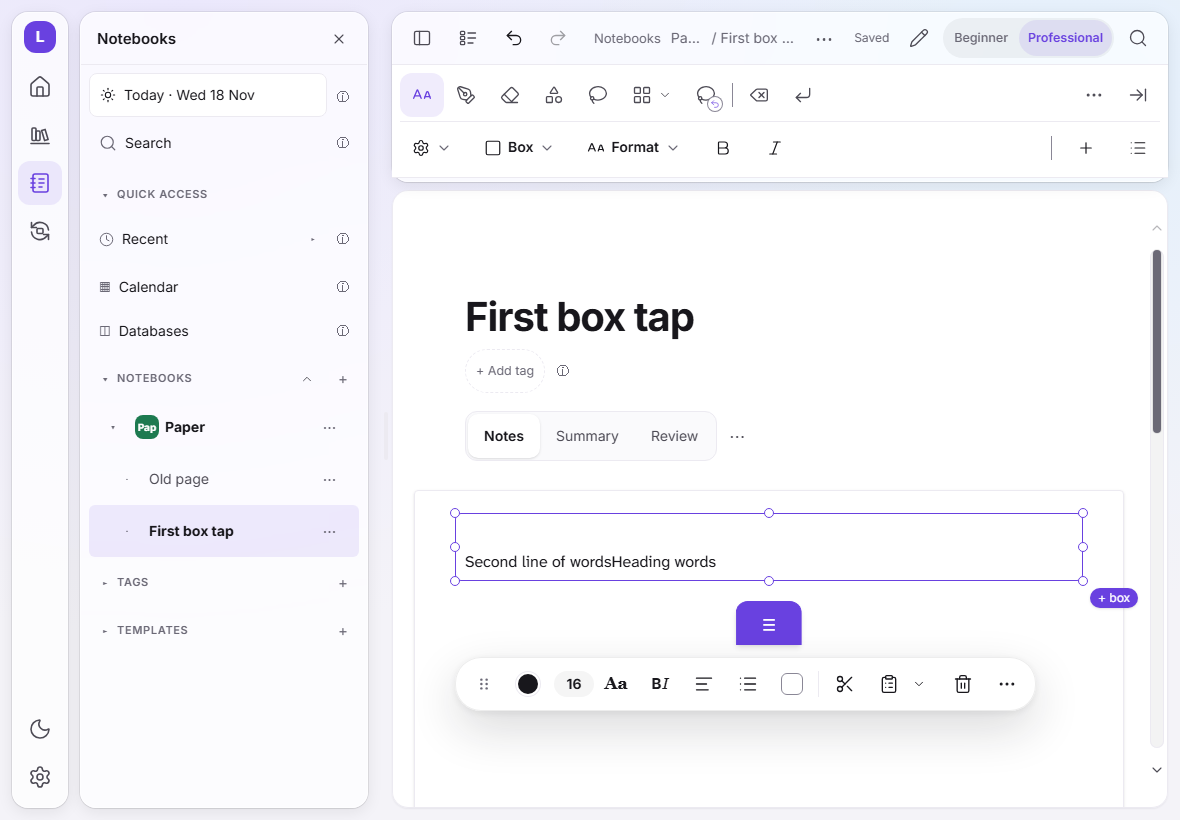 L
Notebooks
Today · Wed 18 Nov
Search
QUICK ACCESS
Recent
Calendar
Databases
NOTEBOOKS
Pap Paper
Old page
First box tap
TAGS
TEMPLATES
Notebooks Pa... / First box ... Saved Beginner Professional
AA
Box AA Format B I
First box tap
+ Add tag
Notes Summary Review
Second line of wordsHeading words
+ box
16 Aa BI